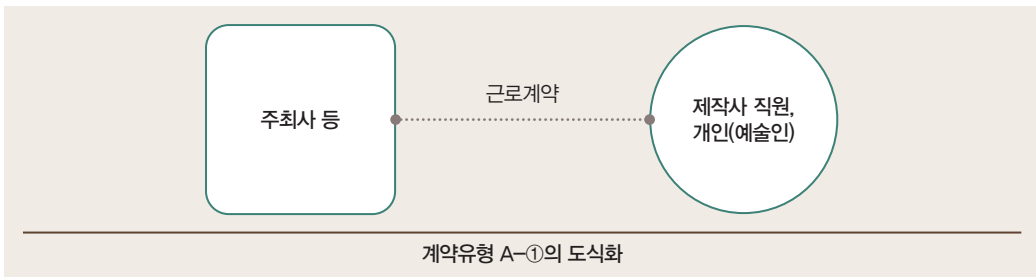 근로계약
주최사 등
제작사 직원,
개인(예술인)
계약유형 A-①의 도식화